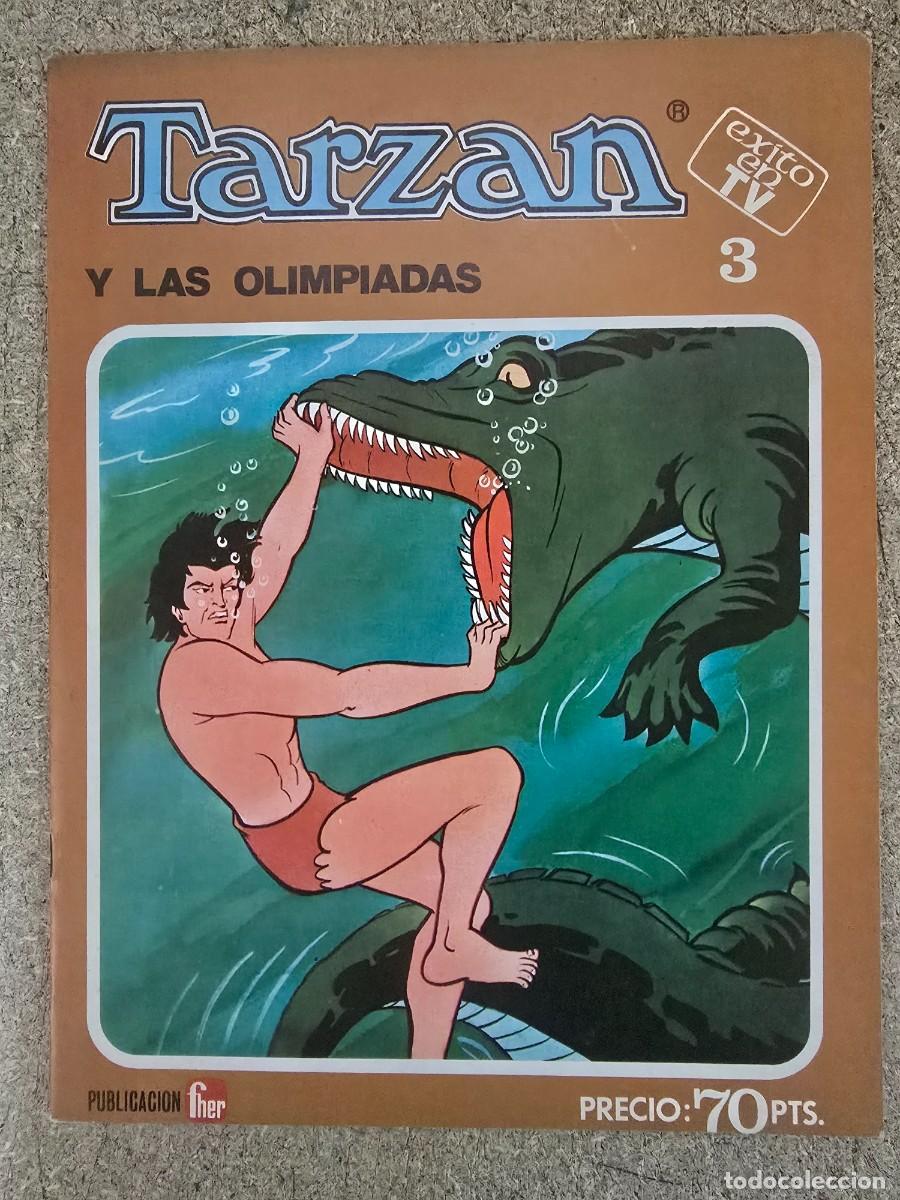 Tarzan ®
exito
en
TV
3
Y LAS OLIMPIADAS
PUBLICACION fher
PRECIO: 70 PTS.
todocoleccion